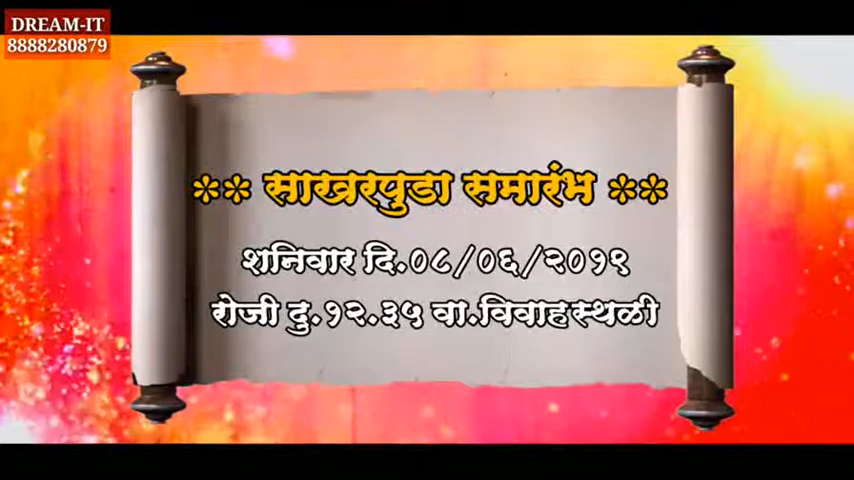 DREAM-IT
8888280879
** साखरपुडा समारंभ **
शनिवार दि.०८/०६/२०१९
रोजी दु.१२.३५ वा.विवाहस्थळी